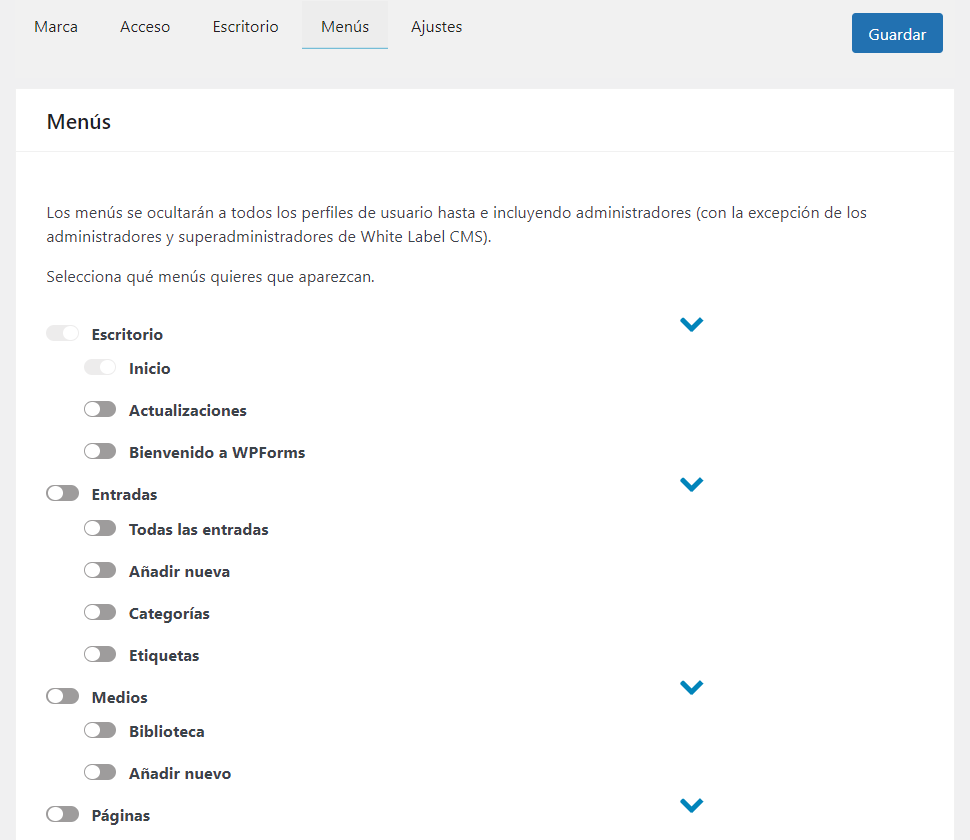 Marca Acceso Escritorio Menús Ajustes Guardar
Menús
Los menús se ocultarán a todos los perfiles de usuario hasta e incluyendo administradores (con la excepción de los
administradores y superadministradores de White Label CMS).
Selecciona qué menús quieres que aparezcan.
Escritorio
Inicio
Actualizaciones
Bienvenido a WPForms
Entradas
Todas las entradas
Añadir nueva
Categorías
Etiquetas
Medios
Biblioteca
Añadir nuevo
Páginas